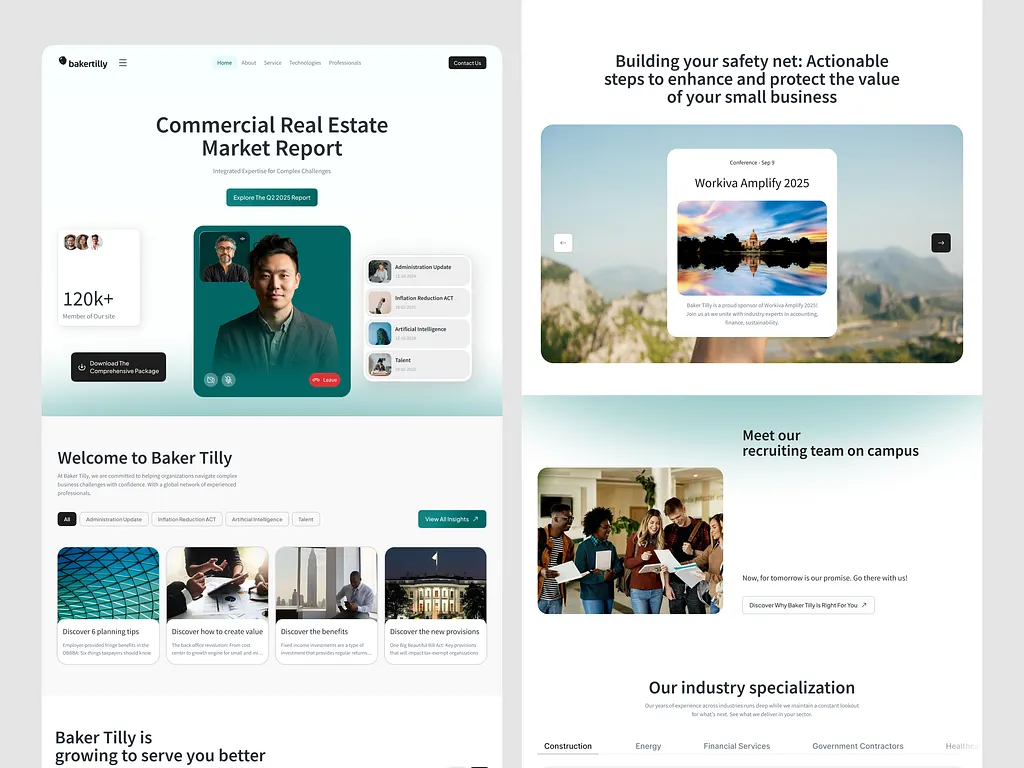 bakertilly
Home
About
Service
Technologies
Professionals
Contact Us
Commercial Real Estate
Market Report
Integrated Expertise for Complex Challenges
Explore The Q2 2025 Report
120k+
Member of Our site
Download The
Comprehensive Package
Leave
Administration Update
Inflation Reduction ACT
Artificial Intelligence
Talent
Welcome to Baker Tilly
At Baker Tilly, we are committed to helping organizations navigate complex
business challenges with confidence. With a global network of experienced
professionals.
All
Administration Update
Inflation Reduction ACT
Artificial Intelligence
Talent
View All Insights
Discover 6 planning tips
Employer-provided fringe benefits in the
OBBBA: Six things taxpayers should know
Discover how to create value
The back office revolution: From cost
center to growth engine for small and mi...
Discover the benefits
Fixed income investments are a type of
investment that provides regular returns...
Discover the new provisions
One Big Beautiful Bill Act: Key provisions
that will impact tax-exempt organizations
Baker Tilly is
growing to serve you better
Building your safety net: Actionable
steps to enhance and protect the value
of your small business
Conference - Sep 9
Workiva Amplify 2025
Baker Tilly is a proud sponsor of Workiva Amplify 2025!
Join us as we unite with industry experts in accounting,
finance, sustainability.
Meet our
recruiting team on campus
Now, for tomorrow is our promise. Go there with us!
Discover Why Baker Tilly Is Right For You
Our industry specialization
Our years of experience across industries runs deep while we maintain a constant lookout
for what's next. See what we deliver in your sector.
Construction
Energy
Financial Services
Government Contractors